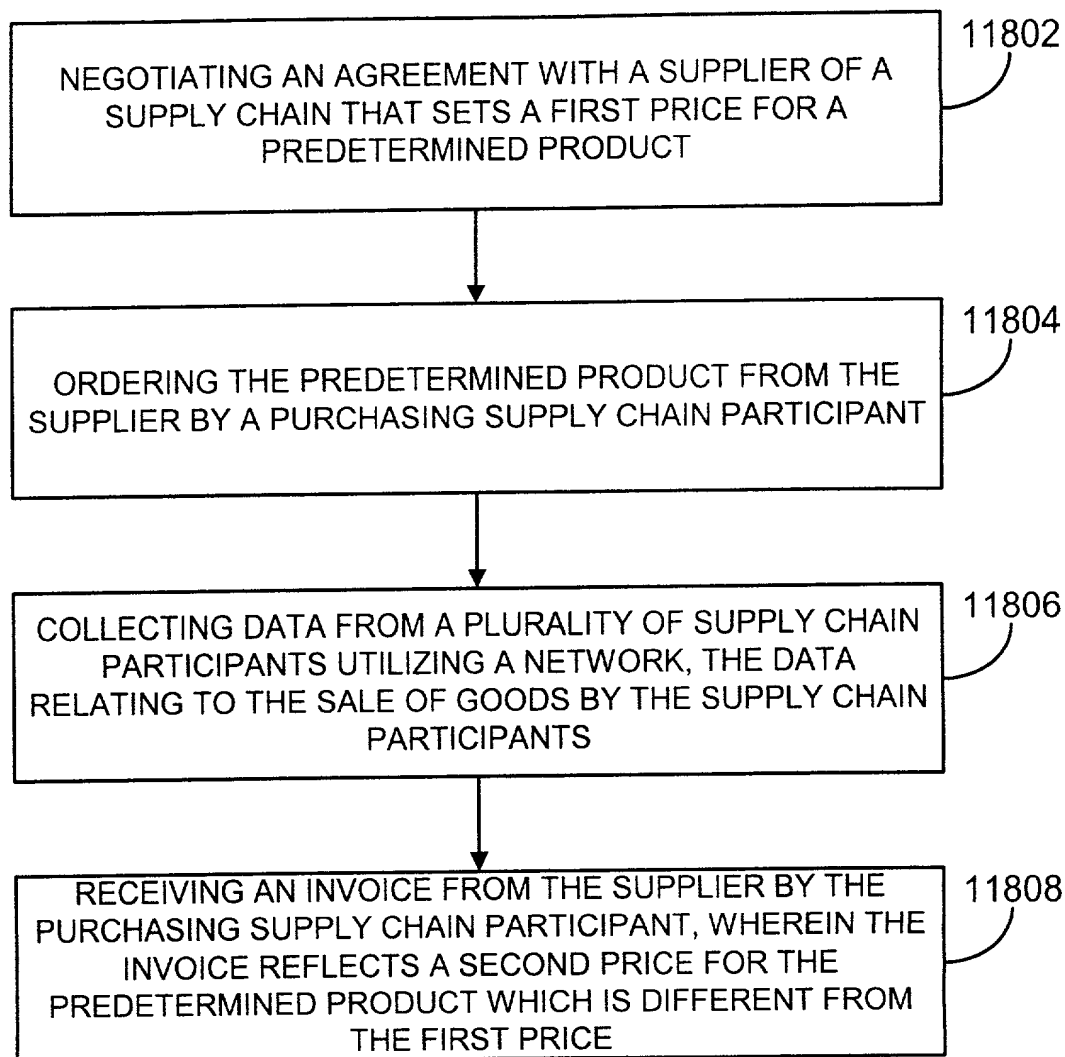 11802
NEGOTIATING AN AGREEMENT WITH A SUPPLIER OF A
SUPPLY CHAIN THAT SETS A FIRST PRICE FOR A
PREDETERMINED PRODUCT
11804
ORDERING THE PREDETERMINED PRODUCT FROM THE
SUPPLIER BY A PURCHASING SUPPLY CHAIN PARTICIPANT
11806
COLLECTING DATA FROM A PLURALITY OF SUPPLY CHAIN
PARTICIPANTS UTILIZING A NETWORK, THE DATA
RELATING TO THE SALE OF GOODS BY THE SUPPLY CHAIN
PARTICIPANTS
11808
RECEIVING AN INVOICE FROM THE SUPPLIER BY THE
PURCHASING SUPPLY CHAIN PARTICIPANT, WHEREIN THE
INVOICE REFLECTS A SECOND PRICE FOR THE
PREDETERMINED PRODUCT WHICH IS DIFFERENT FROM
THE FIRST PRICE